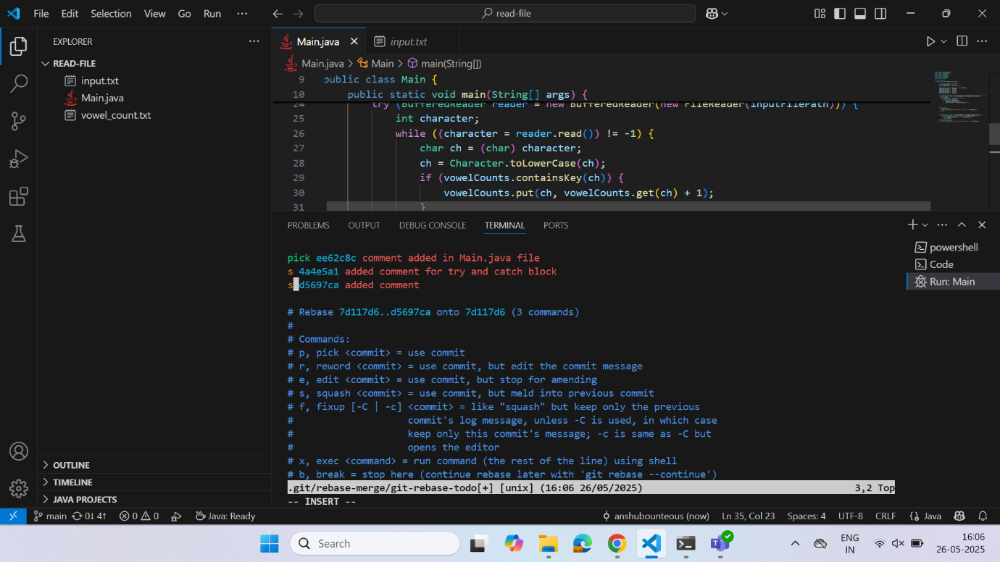 File Edit Selection View Go Run ··· read-file
EXPLORER ···
READ-FILE
input.txt
Main.java
vowel_count.txt
OUTLINE
TIMELINE
JAVA PROJECTS
Main.java input.txt
Main.java > Main > main(String[])
9 public class Main {
10 public static void main(String[] args) {
24 try (BufferedReader reader = new BufferedReader(new FileReader(inputFilePath))) {
25 int character;
26 while ((character = reader.read()) != -1) {
27 char ch = (char) character;
28 ch = Character.toLowerCase(ch);
29 if (vowelCounts.containsKey(ch)) {
30 vowelCounts.put(ch, vowelCounts.get(ch) + 1);
31 }
PROBLEMS OUTPUT DEBUG CONSOLE TERMINAL PORTS
pick ee62c8c comment added in Main.java file
s 4a4e5a1 added comment for try and catch block
s d5697ca added comment
# Rebase 7d117d6..d5697ca onto 7d117d6 (3 commands)
#
# Commands:
# p, pick <commit> = use commit
# r, reword <commit> = use commit, but edit the commit message
# e, edit <commit> = use commit, but stop for amending
# s, squash <commit> = use commit, but meld into previous commit
# f, fixup [-C | -c] <commit> = like "squash" but keep only the previous
# commit's log message, unless -C is used, in which case
# keep only this commit's message; -c is same as -C but
# opens the editor
# x, exec <command> = run command (the rest of the line) using shell
# b, break = stop here (continue rebase later with 'git rebase --continue')
.git/rebase-merge/git-rebase-todo[+] [unix] (16:06 26/05/2025) 3,2 Top
-- INSERT --
powershell
Code
Run: Main
main 0↓ 4↑ 0 0 Java: Ready anshubounteous (now) Ln 35, Col 23 Spaces: 4 UTF-8 CRLF Java
Search
ENG
IN
16:06
26-05-2025